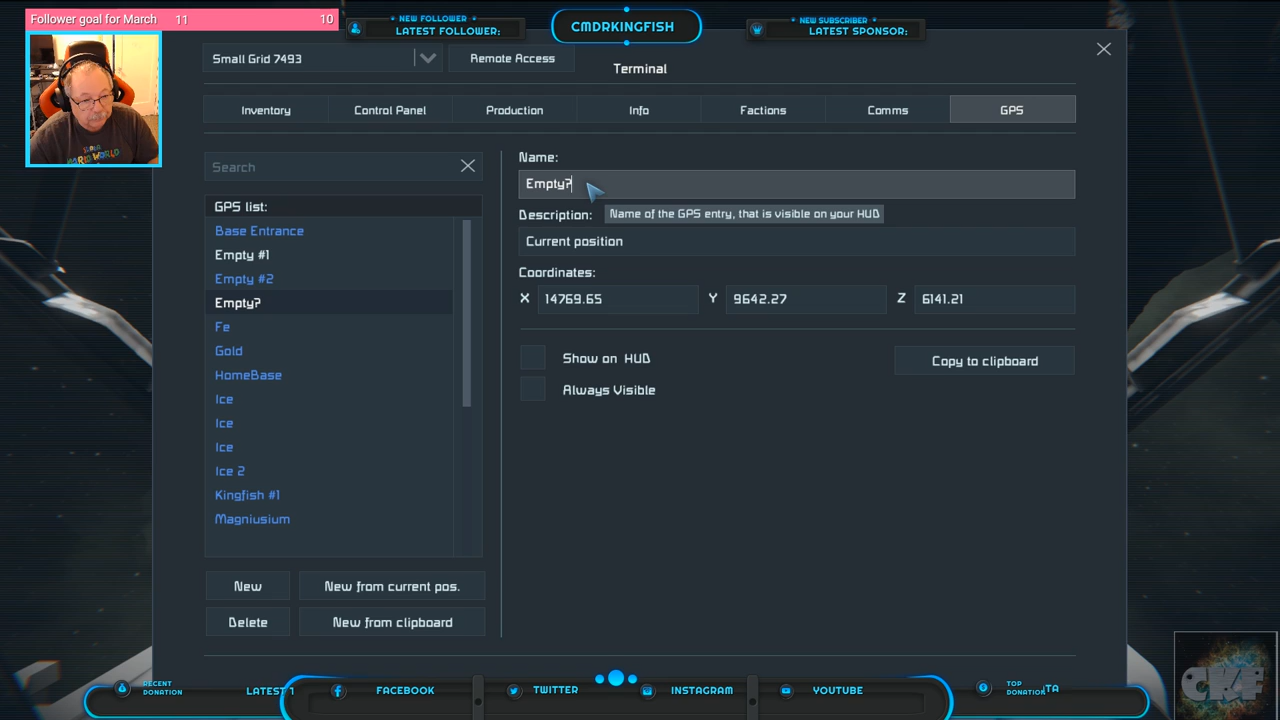 Follower goal for March 11 10
NEW FOLLOWER
LATEST FOLLOWER:
CMDRKINGFISH
NEW SUBSCRIBER
LATEST SPONSOR:
Small Grid 7493
Remote Access
Terminal
Inventory
Control Panel
Production
Info
Factions
Comms
GPS
Search
GPS list:
Base Entrance
Empty #1
Empty #2
Empty?
Fe
Gold
HomeBase
Ice
Ice
Ice
Ice 2
Kingfish #1
Magniusium
New
New from current pos.
Delete
New from clipboard
Name:
Empty?
Name of the GPS entry, that is visible on your HUD
Description:
Current position
Coordinates:
X 14769.65 Y 9642.27 Z 6141.21
Show on HUD
Copy to clipboard
Always Visible
RECENT
DONATION
LATEST 1
FACEBOOK
TWITTER
INSTAGRAM
YOUTUBE
TOP
DONATION
TA
CKF